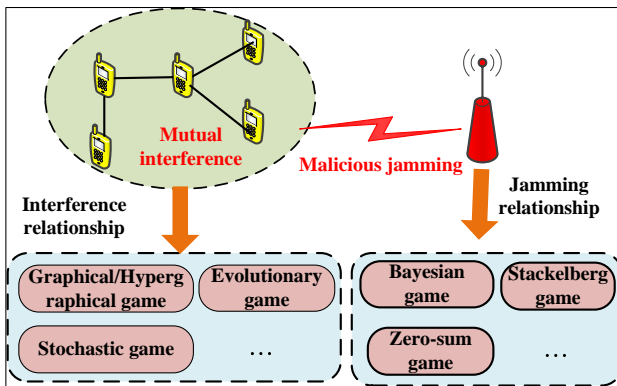 Mutual
interference
Malicious jamming
Interference
relationship
Jamming
relationship
Graphical/Hyperg
raphical game
Evolutionary
game
Stochastic game
…
Bayesian
game
Stackelberg
game
Zero-sum
game
…